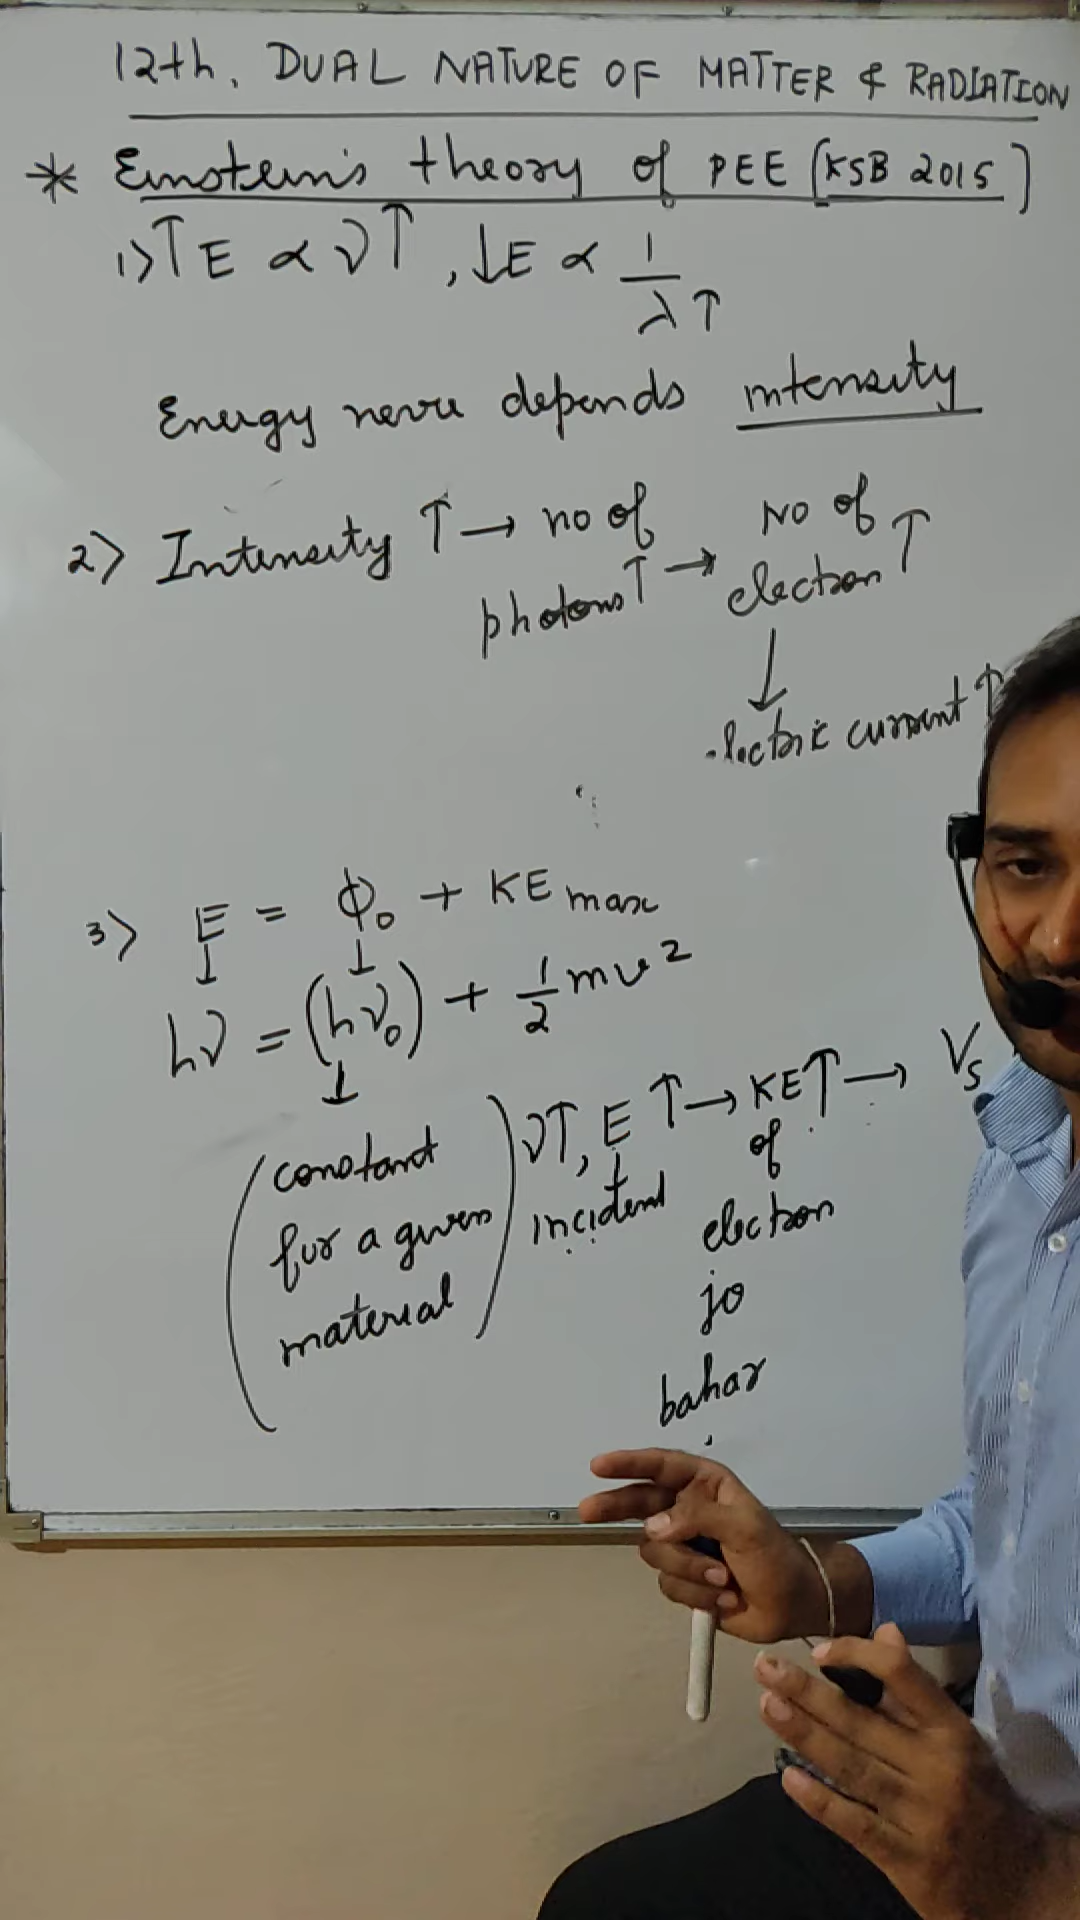 12th. DUAL NATURE OF MATTER & RADIATION
* Einstein's theory of PEE (KSB 2015)
1> ↑E ∝ ν↑, ↓E ∝ 1/λ↑
Energy never depends intensity
2> Intensity ↑ → no of photons↑ → No of electron ↑
↓
electric current ↑
3> E = ϕ₀ + KE max
↓ ↓
hν = (hν₀) + 1/2 mv²
↓
(constant for a given material)
ν↑, E ↑ → KE↑ → Vs
↓
incident
of
electron
jo
bahar